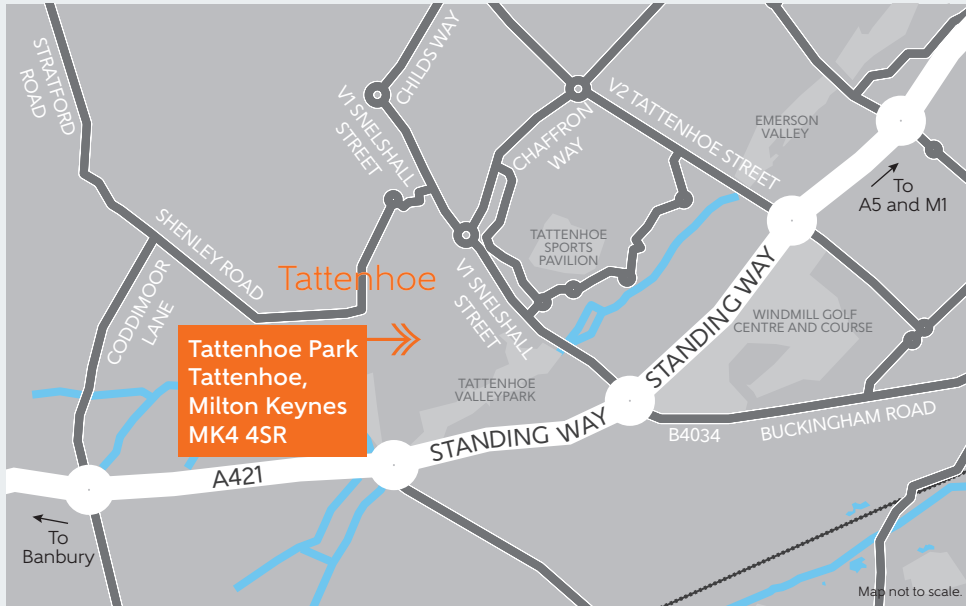 STRATFORD
ROAD
CHILDS WAY
V1 SNELSHALL
STREET
CHAFFRON
WAY
V2 TATTENHOE STREET
EMERSON
VALLEY
To
A5 and M1
SHENLEY ROAD
CODDIMOOR
LANE
Tattenhoe
TATTENHOE
SPORTS
PAVILION
V1 SNELSHALL
STREET
STANDING WAY
WINDMILL GOLF
CENTRE AND COURSE
Tattenhoe Park
Tattenhoe,
Milton Keynes
MK4 4SR
TATTENHOE
VALLEYPARK
STANDING WAY
B4034
BUCKINGHAM ROAD
A421
To
Banbury
Map not to scale.